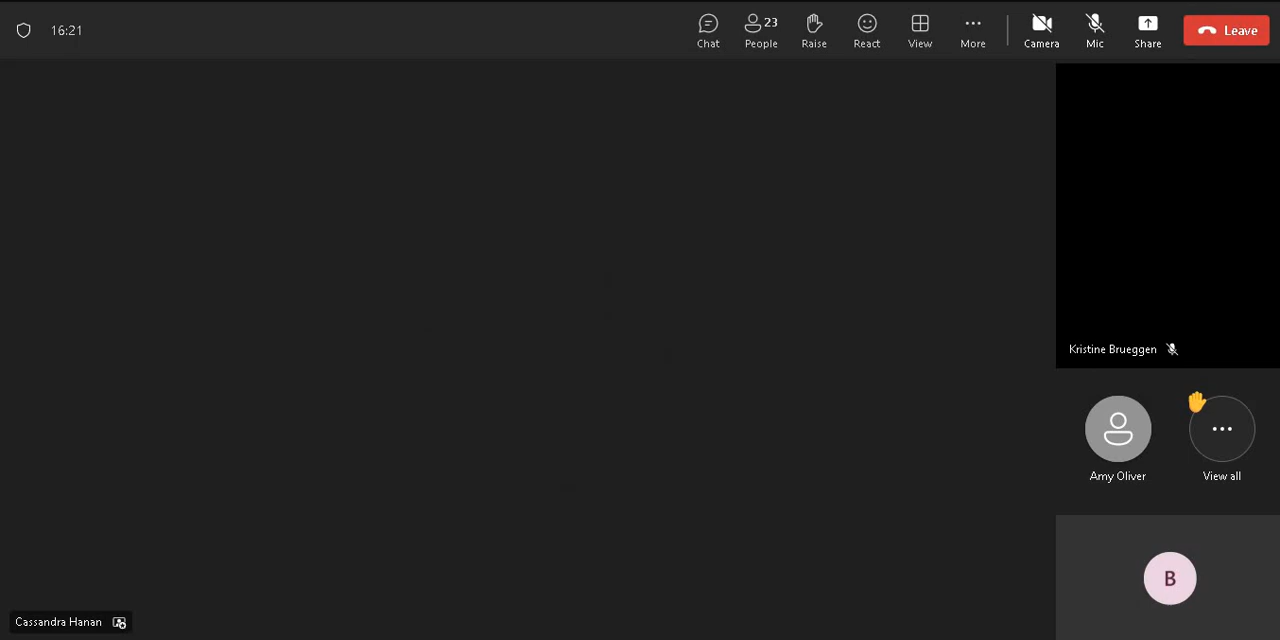 16:21
Chat
People 23
Raise
React
View
More
Camera
Mic
Share
Leave
Kristine Brueggen
Amy Oliver
View all
B
Cassandra Hanan